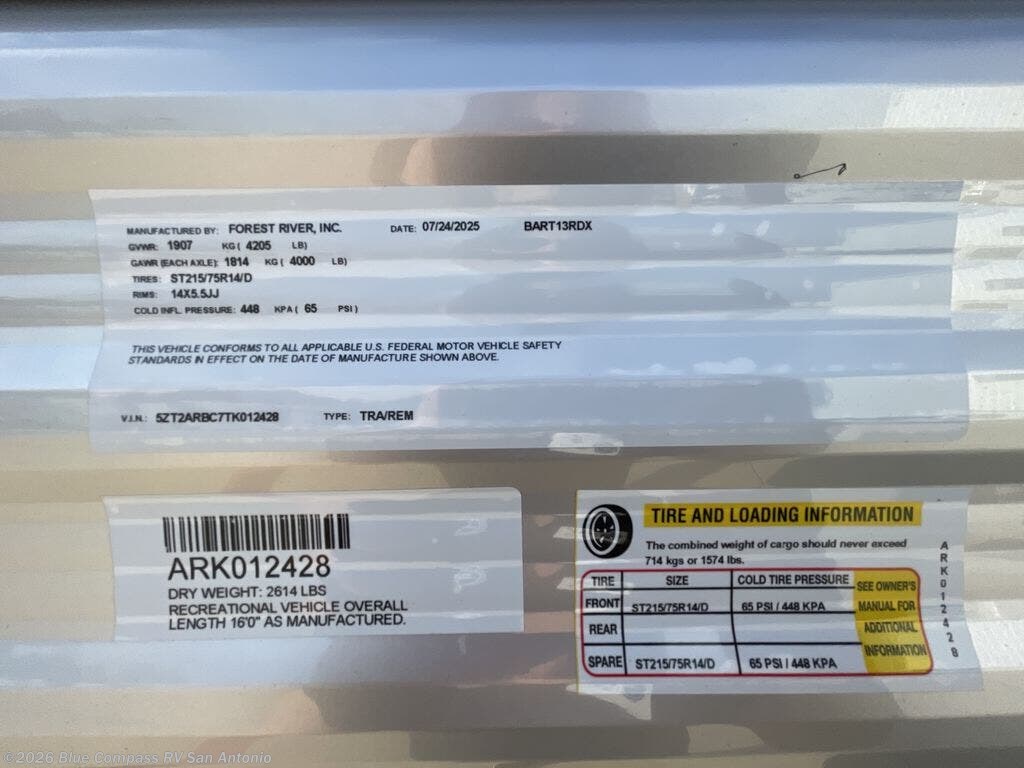 MANUFACTURED BY: FOREST RIVER, INC. DATE: 07/24/2025 BART13RDX
GVWR: 1907 KG ( 4205 LB)
GAWR (EACH AXLE): 1814 KG ( 4000 LB)
TIRES: ST215/75R14/D
RIMS: 14X5.5JJ
COLD INFL. PRESSURE: 448 KPA ( 65 PSI )
THIS VEHICLE CONFORMS TO ALL APPLICABLE U.S. FEDERAL MOTOR VEHICLE SAFETY
STANDARDS IN EFFECT ON THE DATE OF MANUFACTURE SHOWN ABOVE.
V.I.N.: 5ZT2ARBC7TK012428 TYPE: TRA/REM
ARK012428
DRY WEIGHT: 2614 LBS
RECREATIONAL VEHICLE OVERALL
LENGTH 16'0" AS MANUFACTURED.
TIRE AND LOADING INFORMATION
The combined weight of cargo should never exceed
714 kgs or 1574 lbs.
TIRE SIZE COLD TIRE PRESSURE
FRONT ST215/75R14/D 65 PSI / 448 KPA
REAR
SPARE ST215/75R14/D 65 PSI / 448 KPA
SEE OWNER'S
MANUAL FOR
ADDITIONAL
INFORMATION
ARK012428
©2026 Blue Compass RV San Antonio